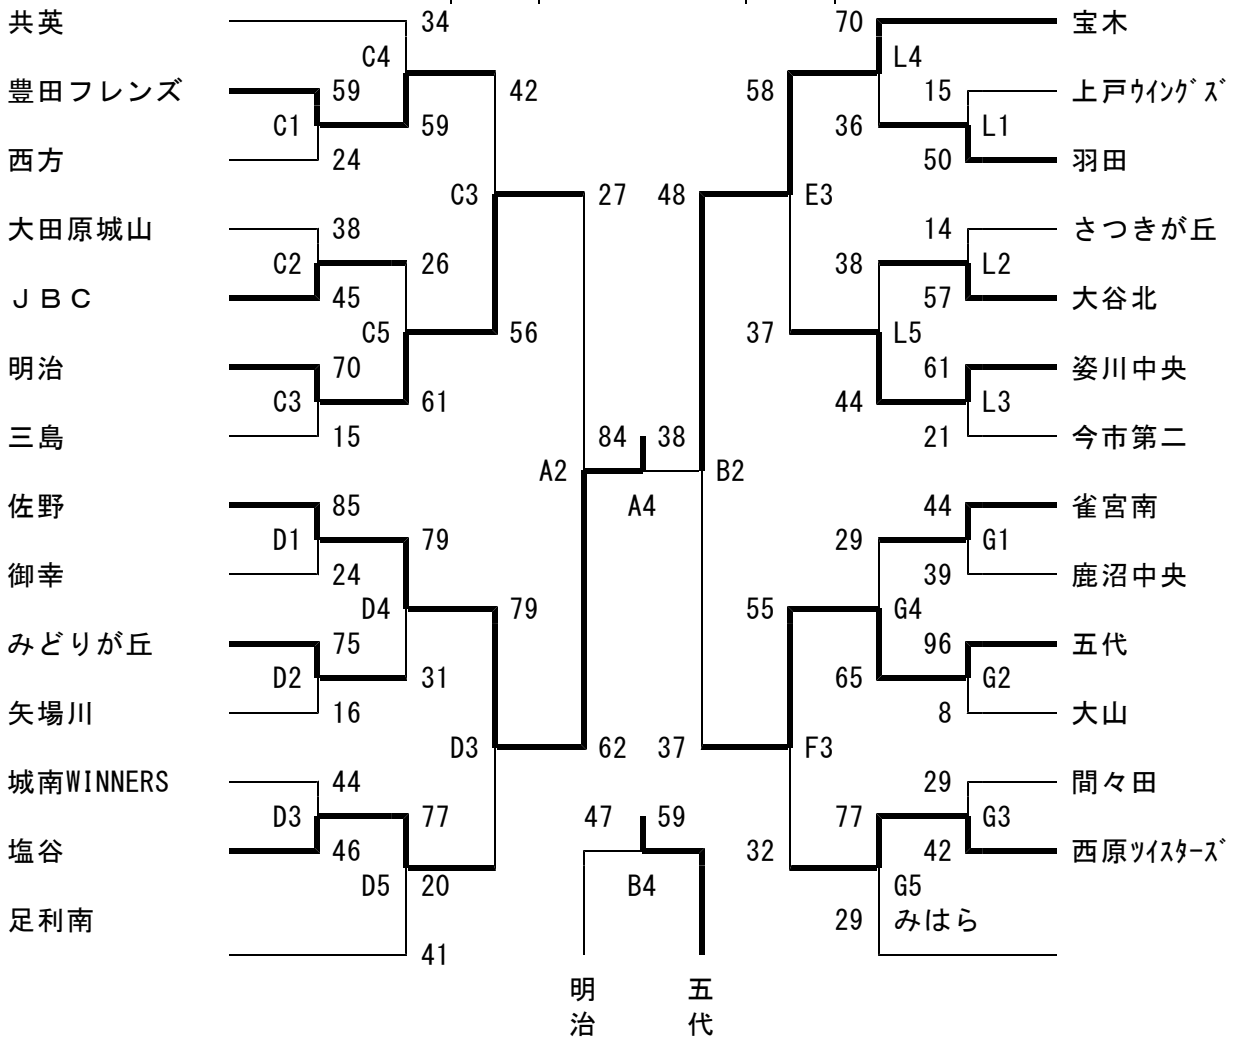 共英 34 70 宝木
C4 L4
豊田フレンズ 59 42 58 15 上戸ｳｲﾝｸﾞｽﾞ
C1 59 36 L1
西方 24 50 羽田
C3 27 48 E3
大田原城山 38 14 さつきが丘
C2 26 38 L2
ＪＢＣ 45 57 大谷北
C5 56 37 L5
明治 70 61 姿川中央
C3 61 44 L3
三島 15 84 38 21 今市第二
A2 B2
佐野 85 A4 44 雀宮南
D1 79 29 G1
御幸 24 39 鹿沼中央
D4 79 55 G4
みどりが丘 75 96 五代
D2 31 65 G2
矢場川 16 8 大山
D3 62 37 F3
城南WINNERS 44 29 間々田
D3 77 47 59 77 G3
塩谷 46 32 42 西原ﾂｲｽﾀｰｽﾞ
D5 20 B4 G5
足利南 29 みはら
41
明治 五代